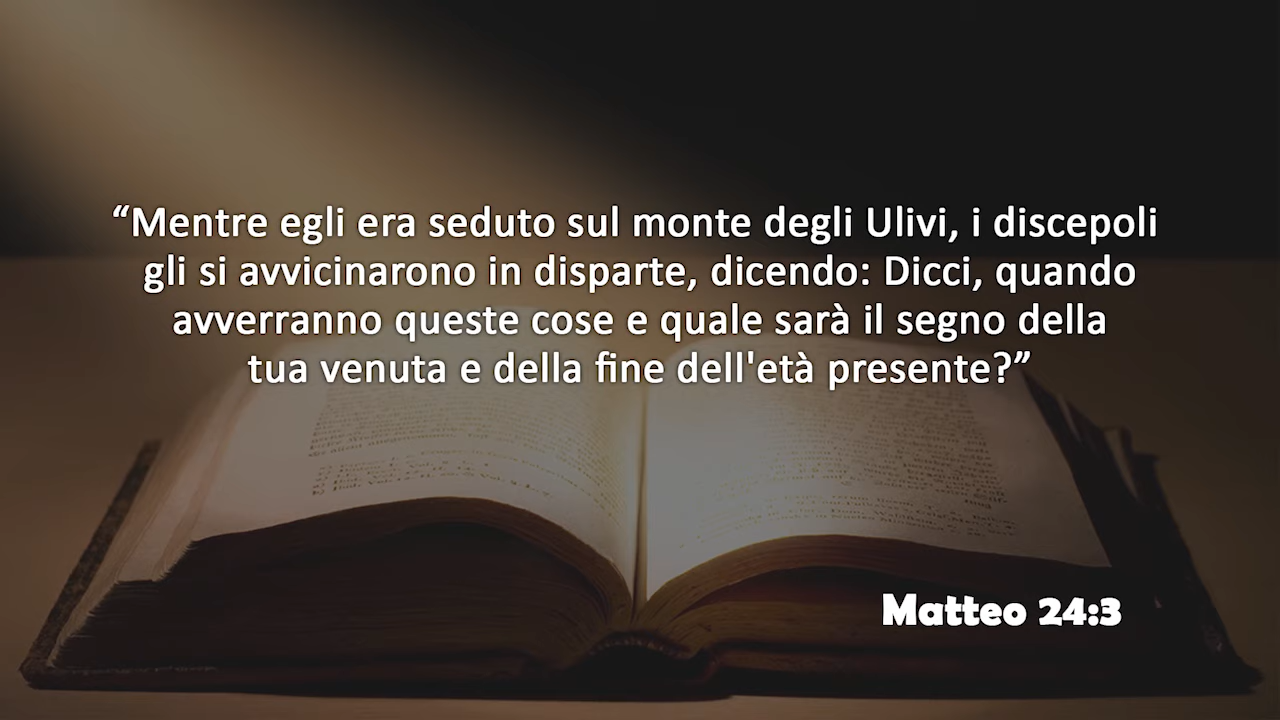 “Mentre egli era seduto sul monte degli Ulivi, i discepoli
gli si avvicinarono in disparte, dicendo: Dicci, quando
avverranno queste cose e quale sarà il segno della
tua venuta e della fine dell'età presente?”
Matteo 24:3